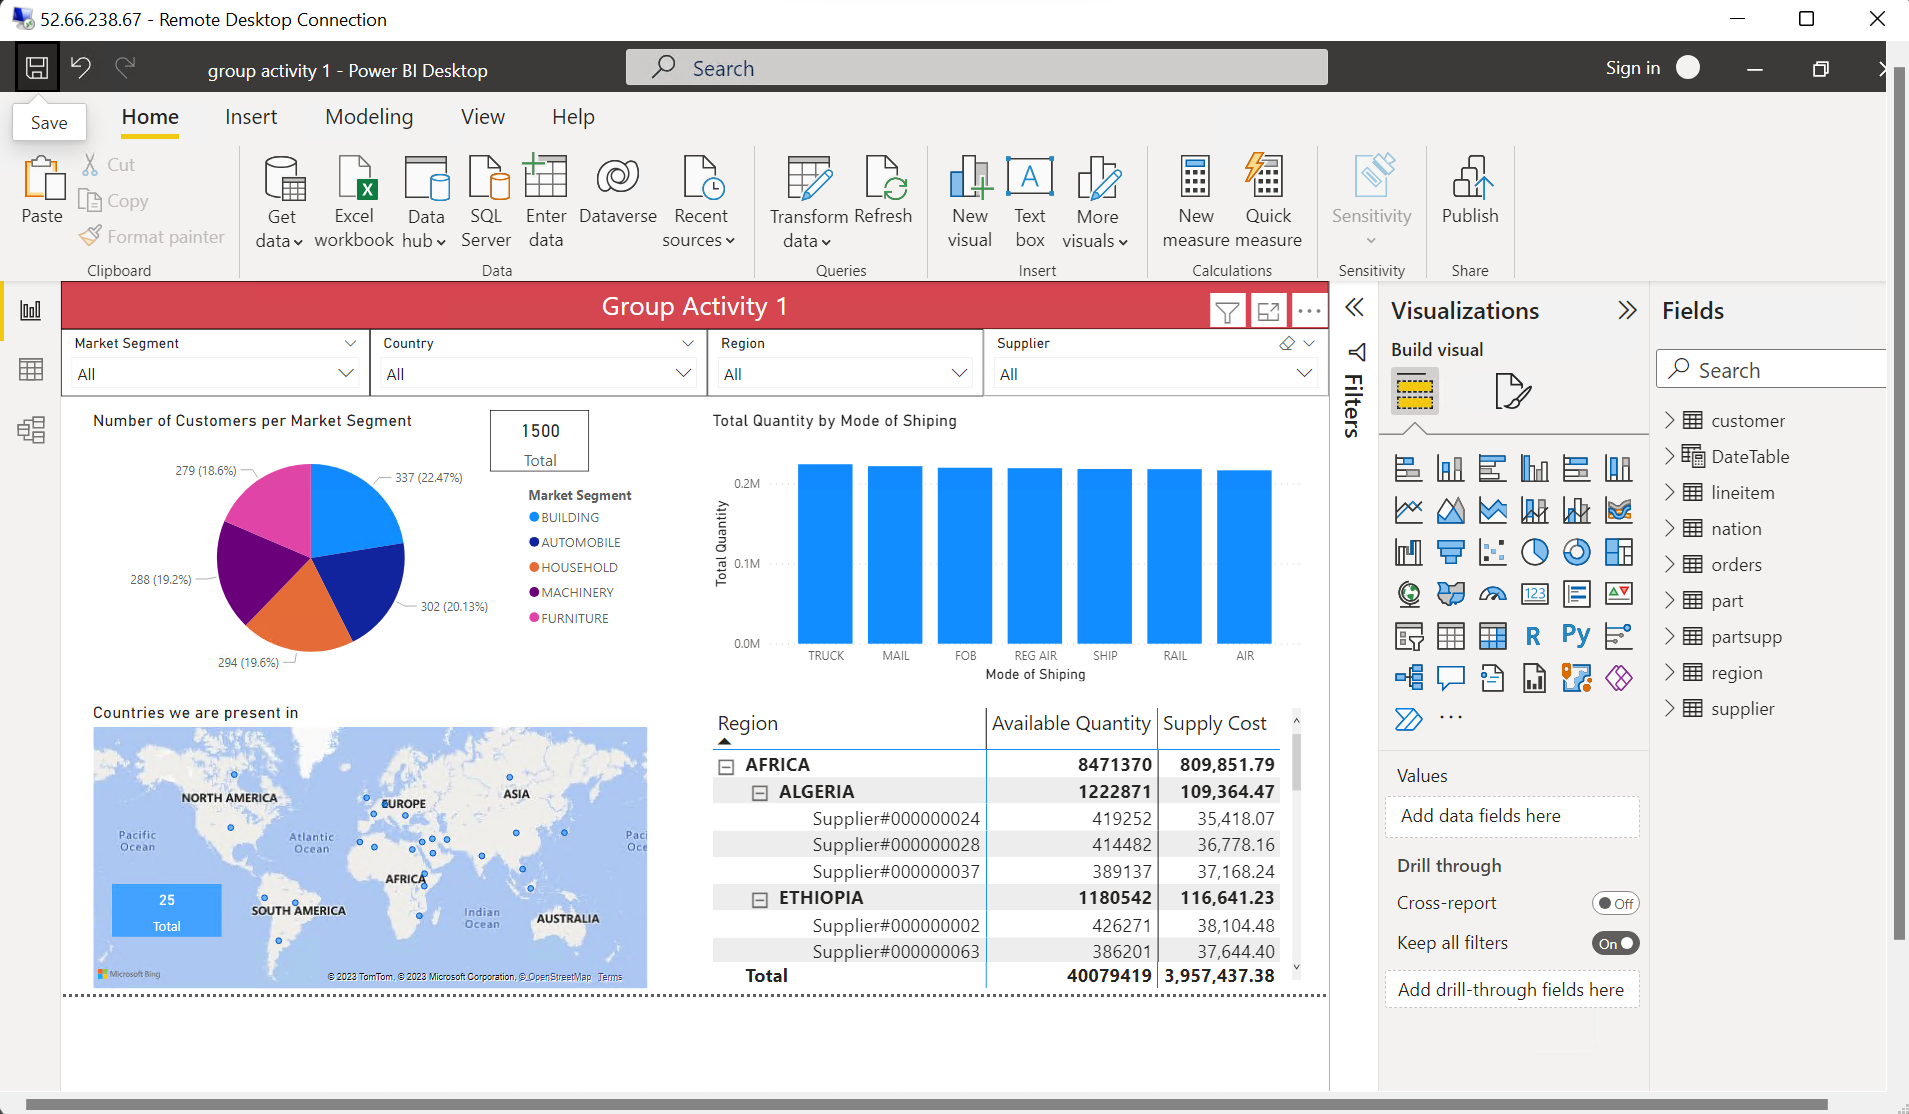 52.66.238.67 - Remote Desktop Connection
group activity 1 - Power BI Desktop
Search
Sign in
Save
Home Insert Modeling View Help
Paste
Cut
Copy
Format painter
Clipboard
Get data
Excel workbook
Data hub
SQL Server
Enter data
Dataverse
Recent sources
Data
Transform data
Refresh
Queries
New visual
Text box
More visuals
Insert
New measure
Quick measure
Calculations
Sensitivity
Sensitivity
Publish
Share
Group Activity 1
Market Segment
All
Country
All
Region
All
Supplier
All
Number of Customers per Market Segment
1500
Total
279 (18.6%)
337 (22.47%)
288 (19.2%)
302 (20.13%)
294 (19.6%)
Market Segment
BUILDING
AUTOMOBILE
HOUSEHOLD
MACHINERY
FURNITURE
Total Quantity by Mode of Shiping
Total Quantity
0.2M
0.1M
0.0M
TRUCK MAIL FOB REG AIR SHIP RAIL AIR
Mode of Shiping
Countries we are present in
NORTH AMERICA
EUROPE
ASIA
Pacific Ocean
Atlantic Ocean
Paci
Oce
AFRICA
SOUTH AMERICA
Indian Ocean
AUSTRALIA
25
Total
Microsoft Bing
© 2023 TomTom, © 2023 Microsoft Corporation, © OpenStreetMap Terms
Region Available Quantity Supply Cost
AFRICA 8471370 809,851.79
ALGERIA 1222871 109,364.47
Supplier#000000024 419252 35,418.07
Supplier#000000028 414482 36,778.16
Supplier#000000037 389137 37,168.24
ETHIOPIA 1180542 116,641.23
Supplier#000000002 426271 38,104.48
Supplier#000000063 386201 37,644.40
Total 40079419 3,957,437.38
Filters
Visualizations
Build visual
123
R
Py
Values
Add data fields here
Drill through
Cross-report Off
Keep all filters On
Add drill-through fields here
Fields
Search
customer
DateTable
lineitem
nation
orders
part
partsupp
region
supplier